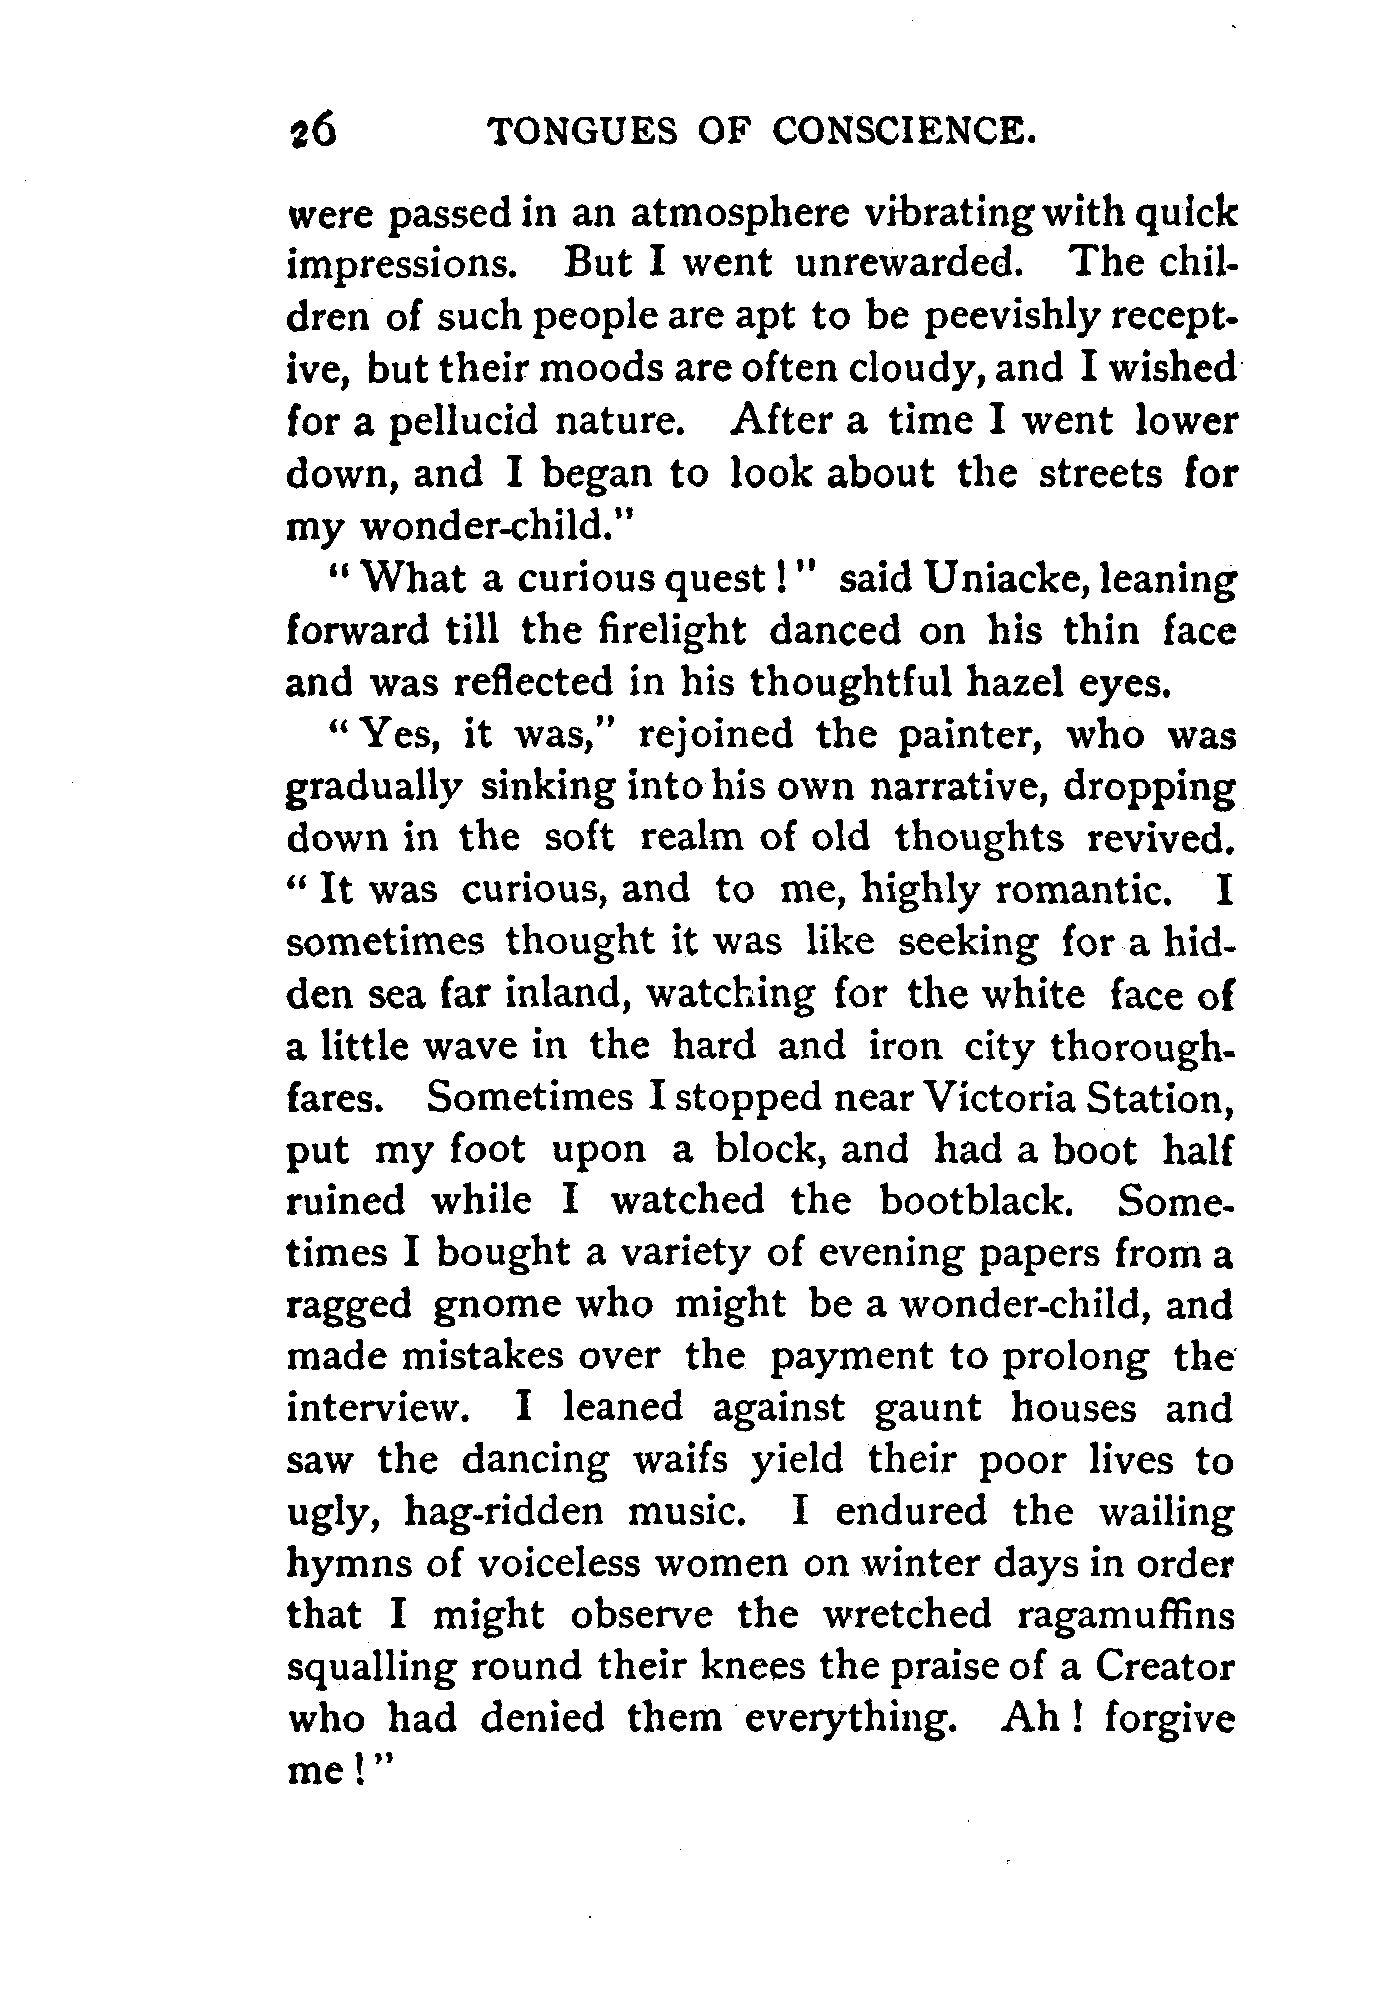 26 TONGUES OF CONSCIENCE.
were passed in an atmosphere vibrating with quick
impressions. But I went unrewarded. The chil-
dren of such people are apt to be peevishly recept-
ive, but their moods are often cloudy, and I wished
for a pellucid nature. After a time I went lower
down, and I began to look about the streets for
my wonder-child."
"What a curious quest!" said Uniacke, leaning
forward till the firelight danced on his thin face
and was reflected in his thoughtful hazel eyes.
"Yes, it was," rejoined the painter, who was
gradually sinking into his own narrative, dropping
down in the soft realm of old thoughts revived.
"It was curious, and to me, highly romantic. I
sometimes thought it was like seeking for a hid-
den sea far inland, watching for the white face of
a little wave in the hard and iron city thorough-
fares. Sometimes I stopped near Victoria Station,
put my foot upon a block, and had a boot half
ruined while I watched the bootblack. Some-
times I bought a variety of evening papers from a
ragged gnome who might be a wonder-child, and
made mistakes over the payment to prolong the
interview. I leaned against gaunt houses and
saw the dancing waifs yield their poor lives to
ugly, hag-ridden music. I endured the wailing
hymns of voiceless women on winter days in order
that I might observe the wretched ragamuffins
squalling round their knees the praise of a Creator
who had denied them everything. Ah! forgive
me!"